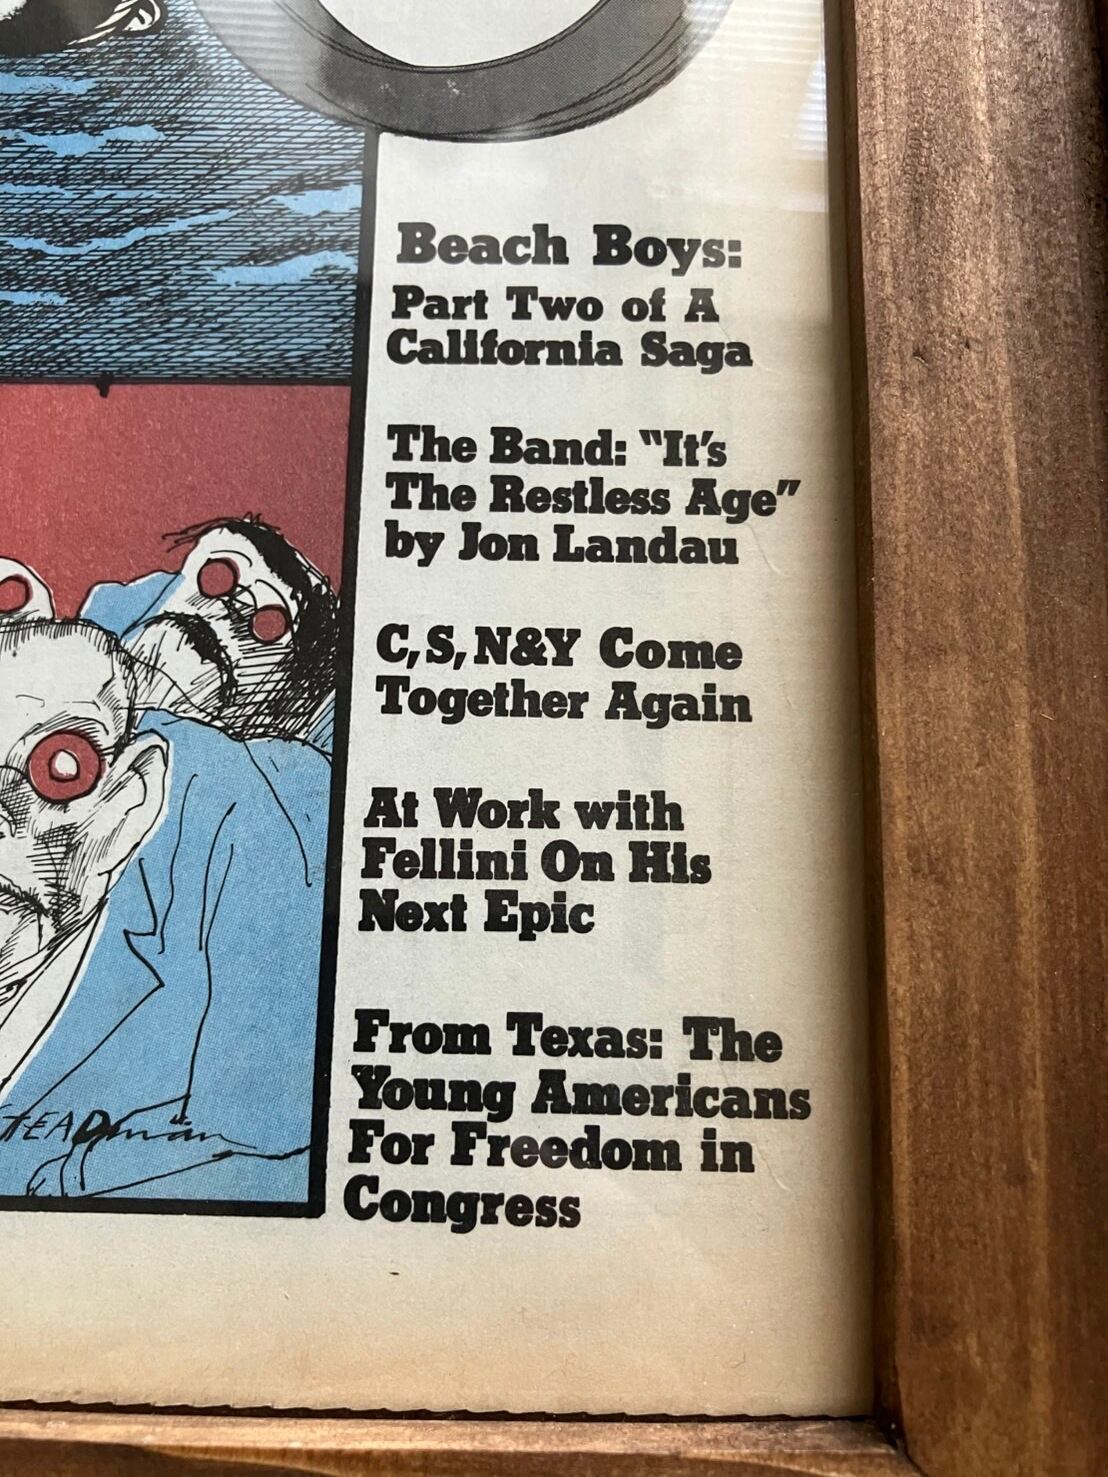 Beach Boys:
Part Two of A
California Saga
The Band: "It's
The Restless Age"
by Jon Landau
C, S, N&Y Come
Together Again
At Work with
Fellini On His
Next Epic
From Texas: The
Young Americans
For Freedom in
Congress
STEADman